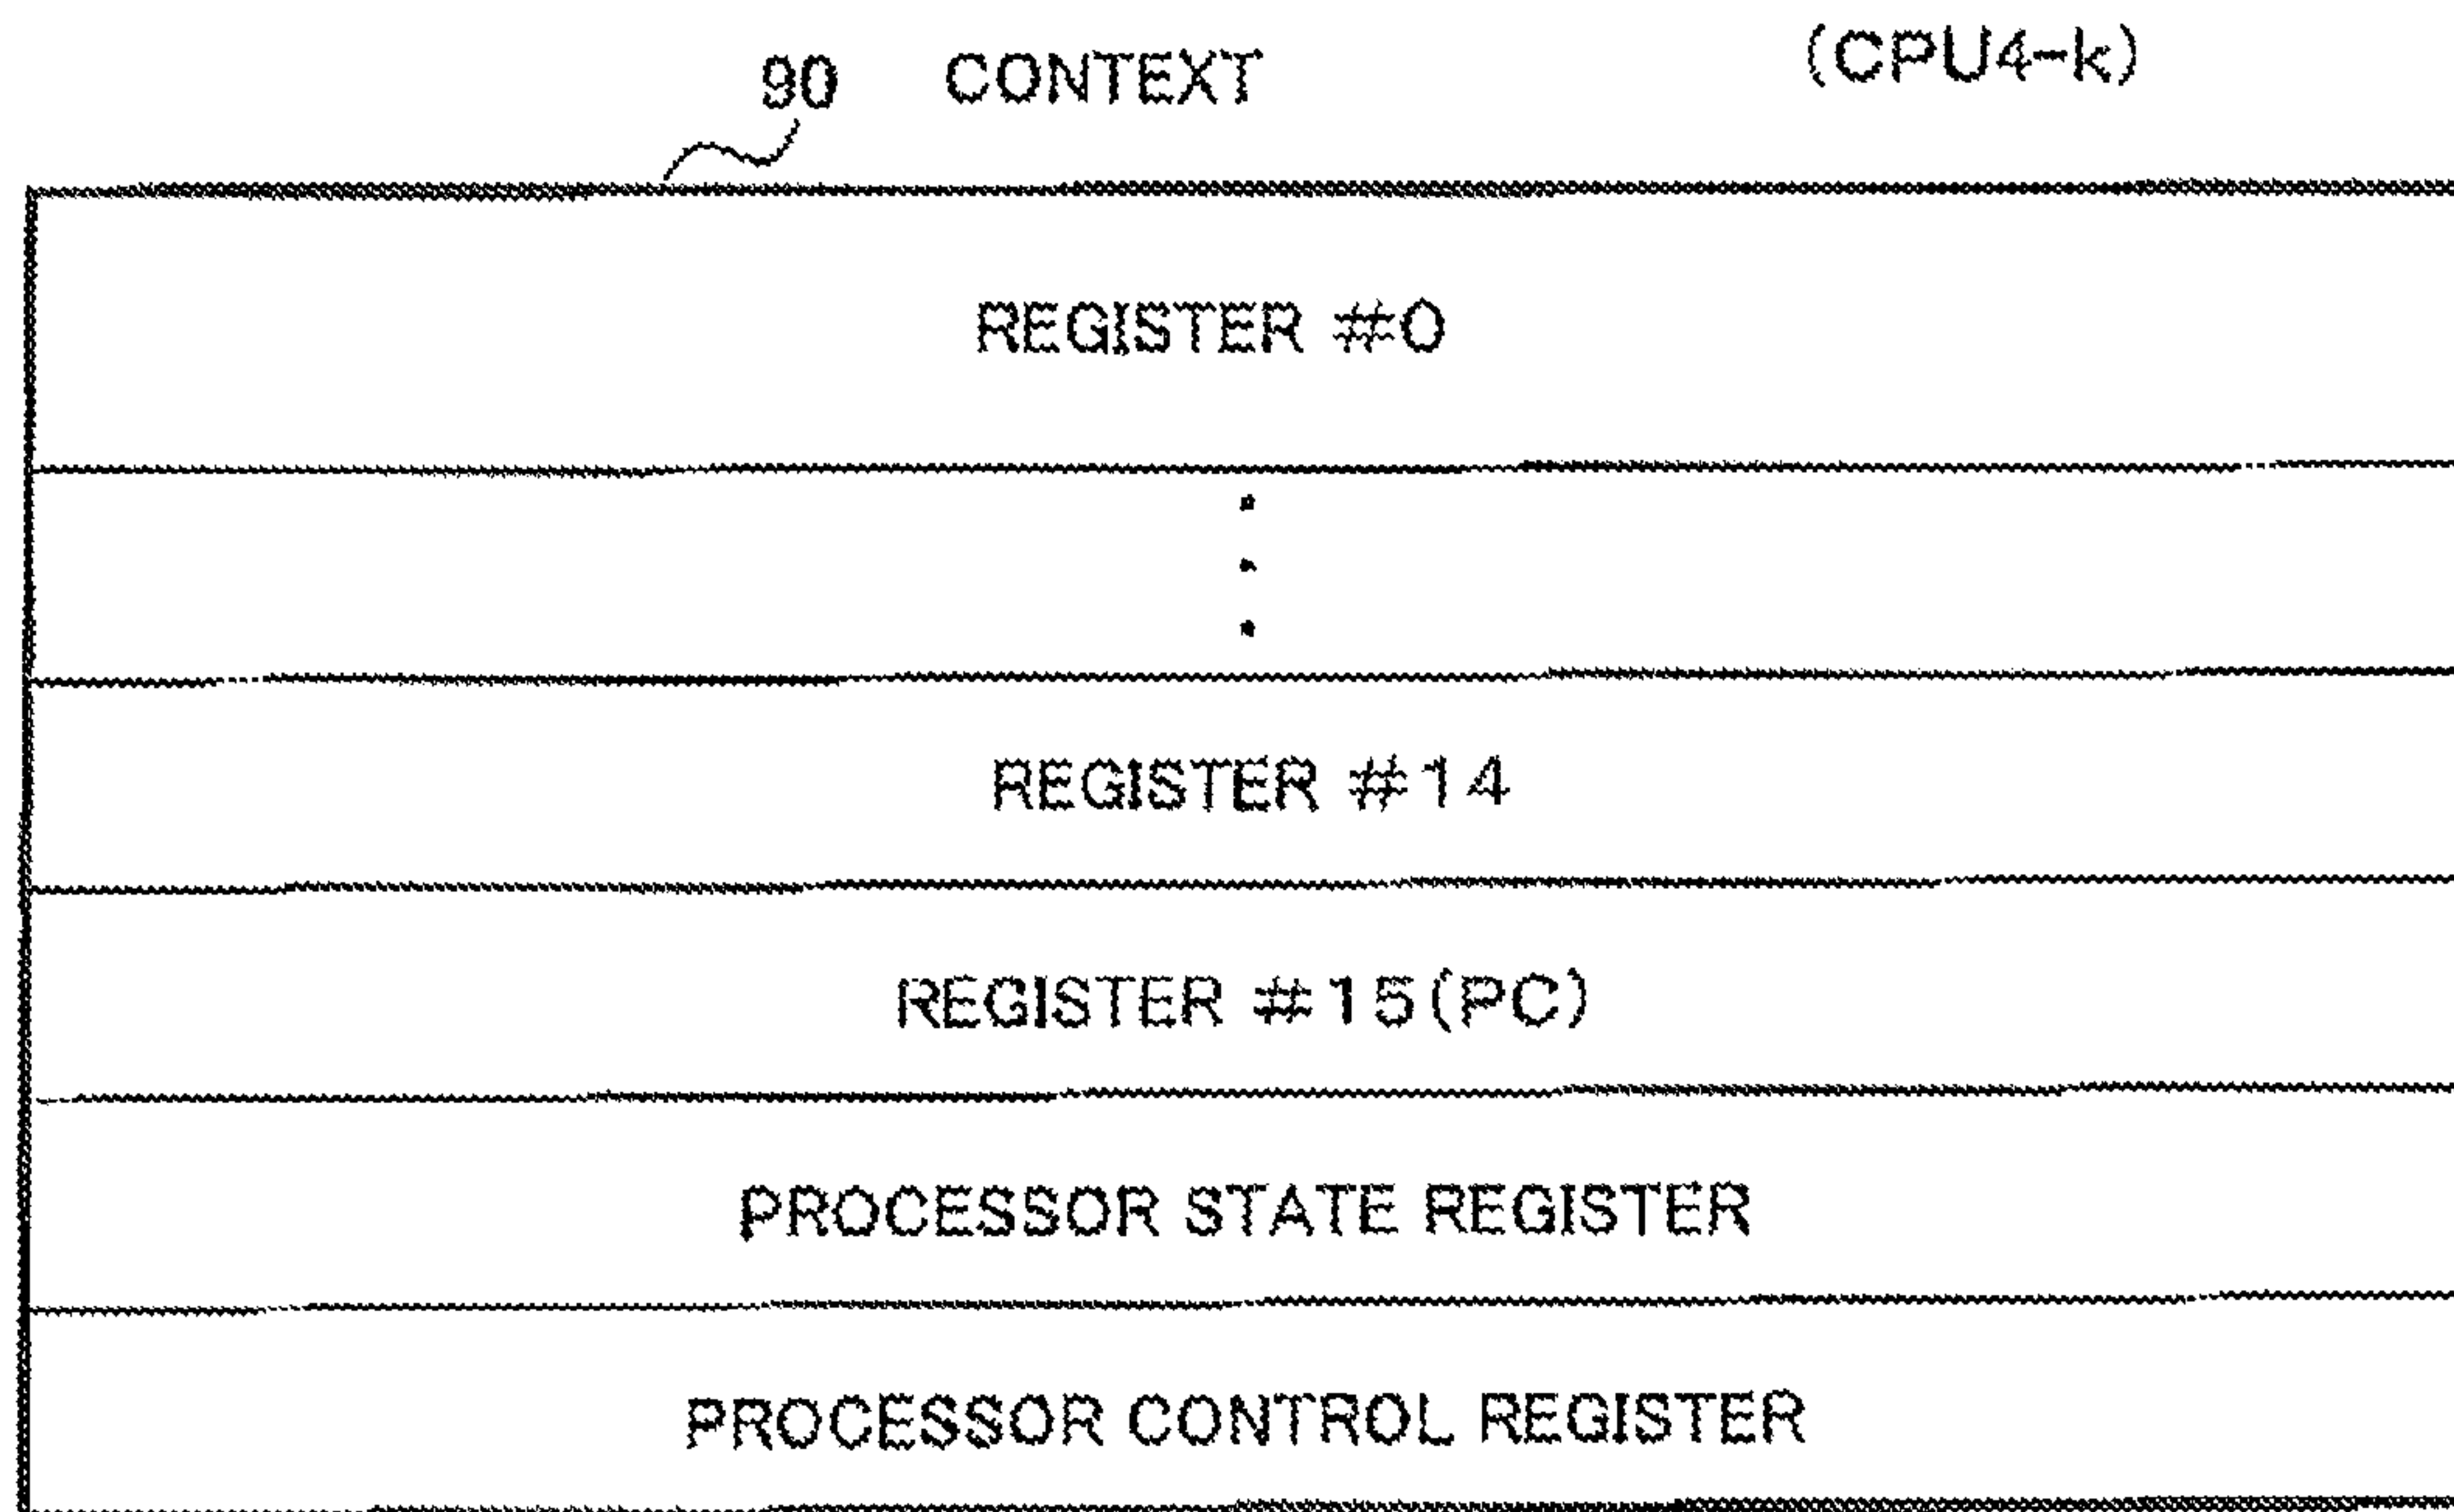 90 CONTEXT (CPU4-k)
REGISTER #0
REGISTER #14
REGISTER #15(PC)
PROCESSOR STATE REGISTER
PROCESSOR CONTROL REGISTER